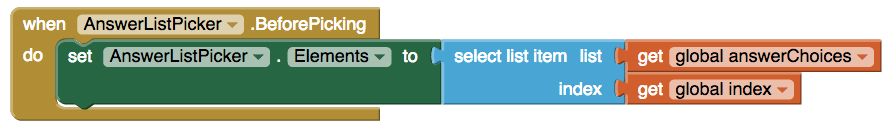 when AnswerListPicker .BeforePicking
do set AnswerListPicker . Elements to select list item list get global answerChoices
index get global index